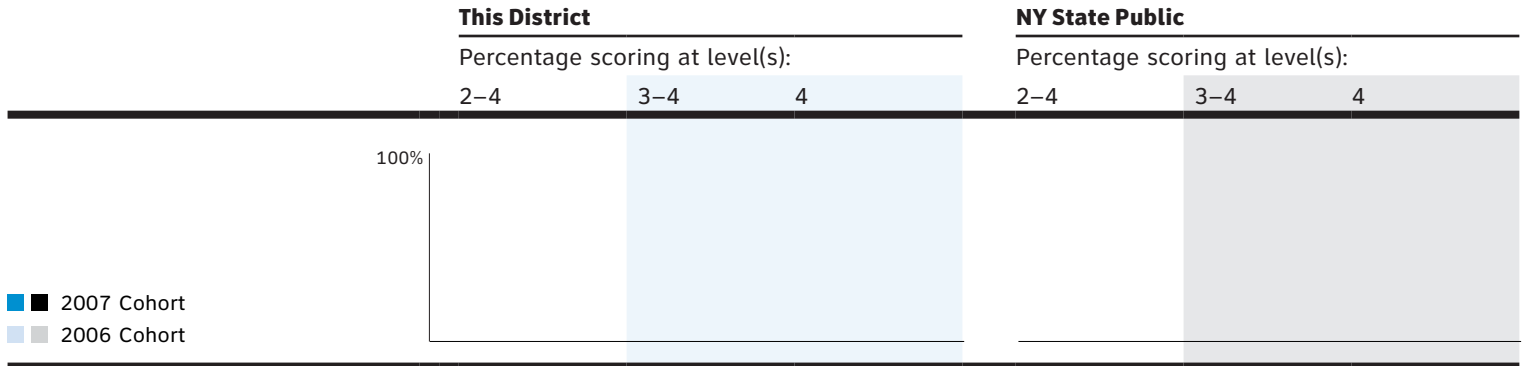 This District NY State Public
Percentage scoring at level(s): Percentage scoring at level(s):
2–4 3–4 4 2–4 3–4 4
100%
2007 Cohort
2006 Cohort